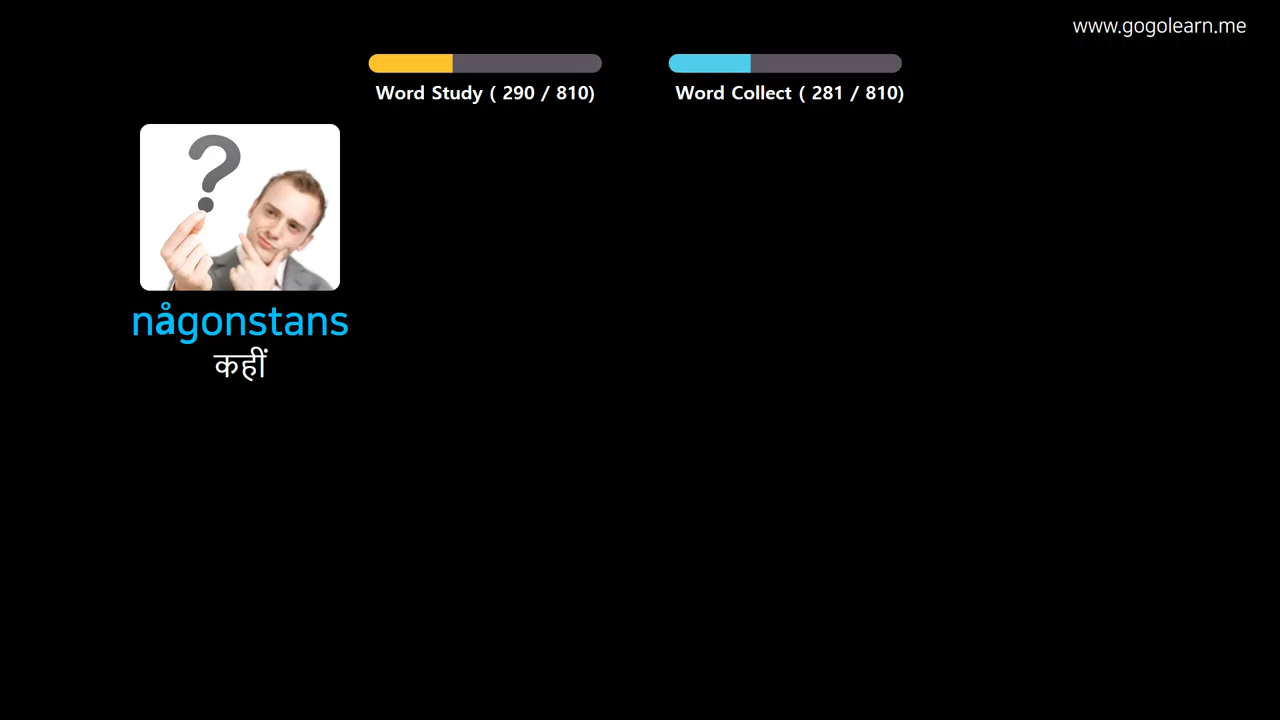 www.gogolearn.me
Word Study ( 290 / 810)
Word Collect ( 281 / 810)
någonstans
कहीं